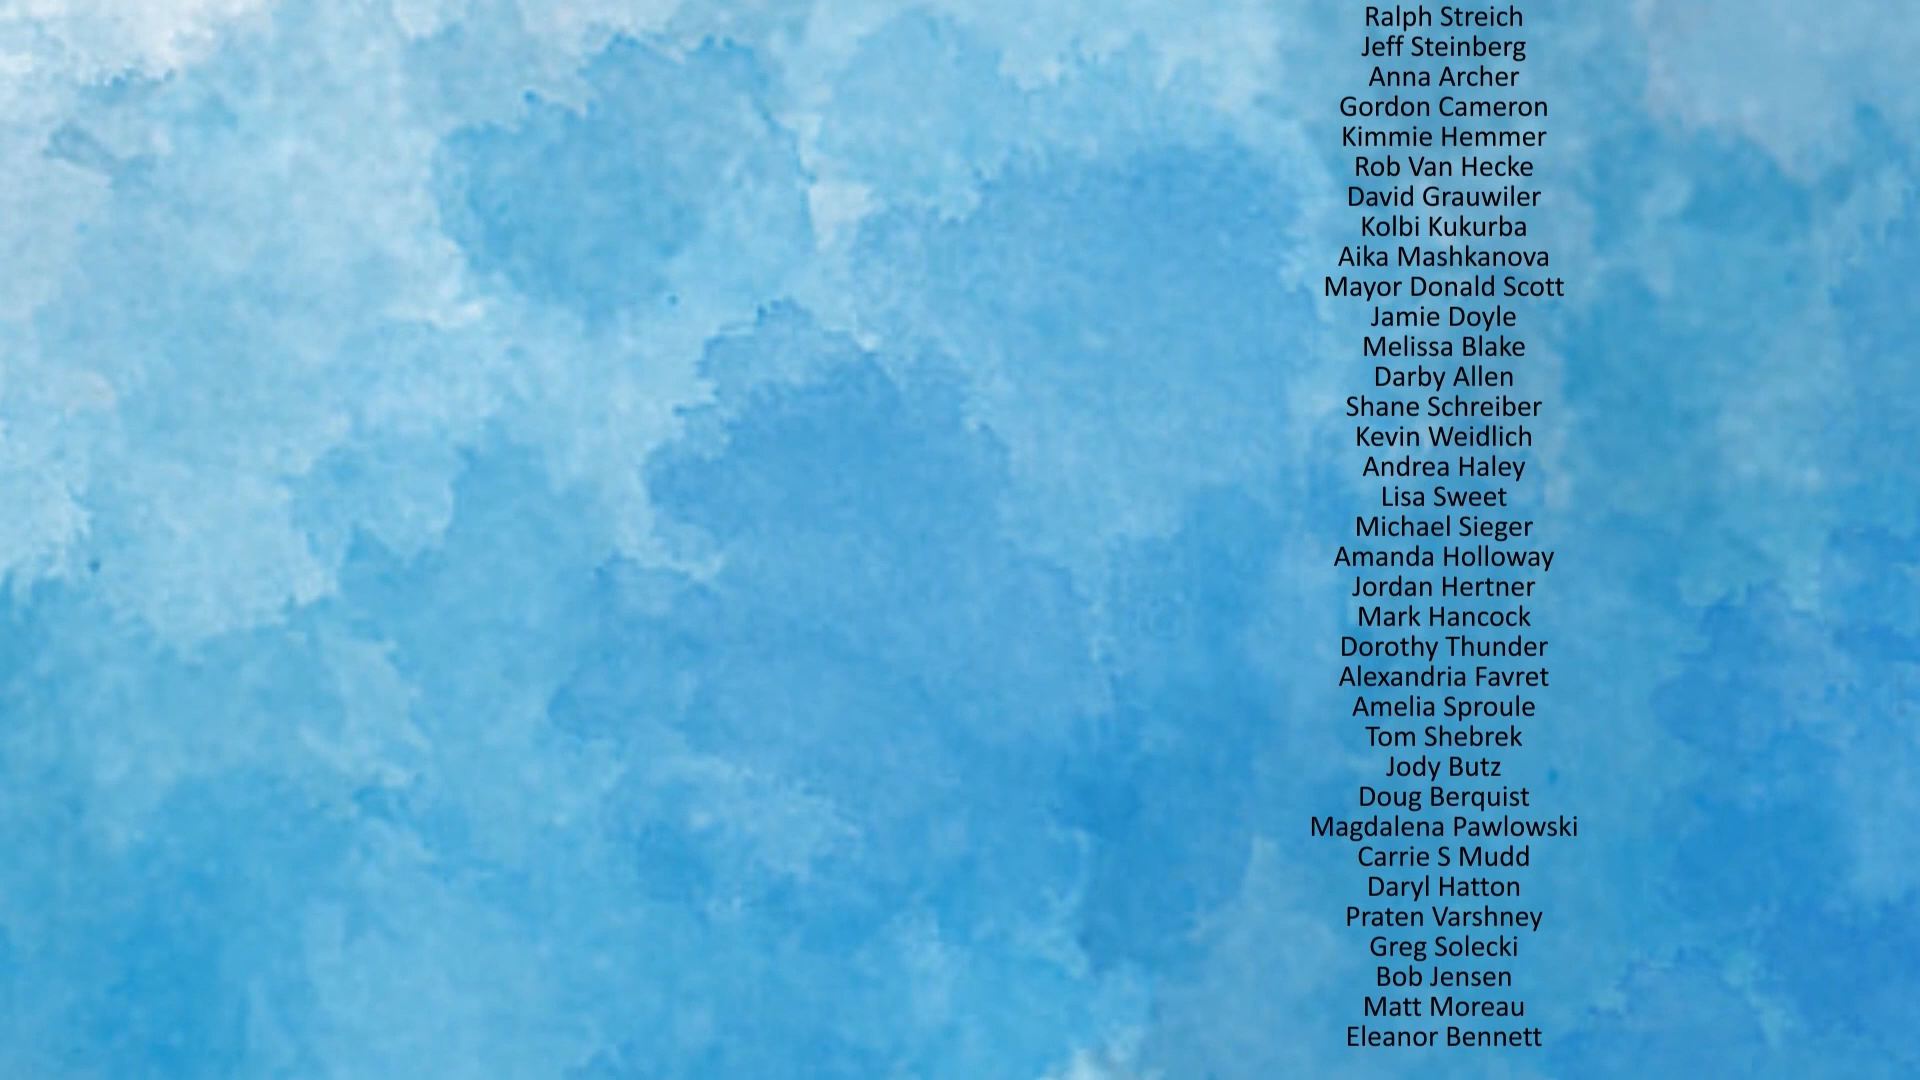 Ralph Streich
Jeff Steinberg
Anna Archer
Gordon Cameron
Kimmie Hemmer
Rob Van Hecke
David Grauwiler
Kolbi Kukurba
Aika Mashkanova
Mayor Donald Scott
Jamie Doyle
Melissa Blake
Darby Allen
Shane Schreiber
Kevin Weidlich
Andrea Haley
Lisa Sweet
Michael Sieger
Amanda Holloway
Jordan Hertner
Mark Hancock
Dorothy Thunder
Alexandria Favret
Amelia Sproule
Tom Shebrek
Jody Butz
Doug Berquist
Magdalena Pawlowski
Carrie S Mudd
Daryl Hatton
Praten Varshney
Greg Solecki
Bob Jensen
Matt Moreau
Eleanor Bennett